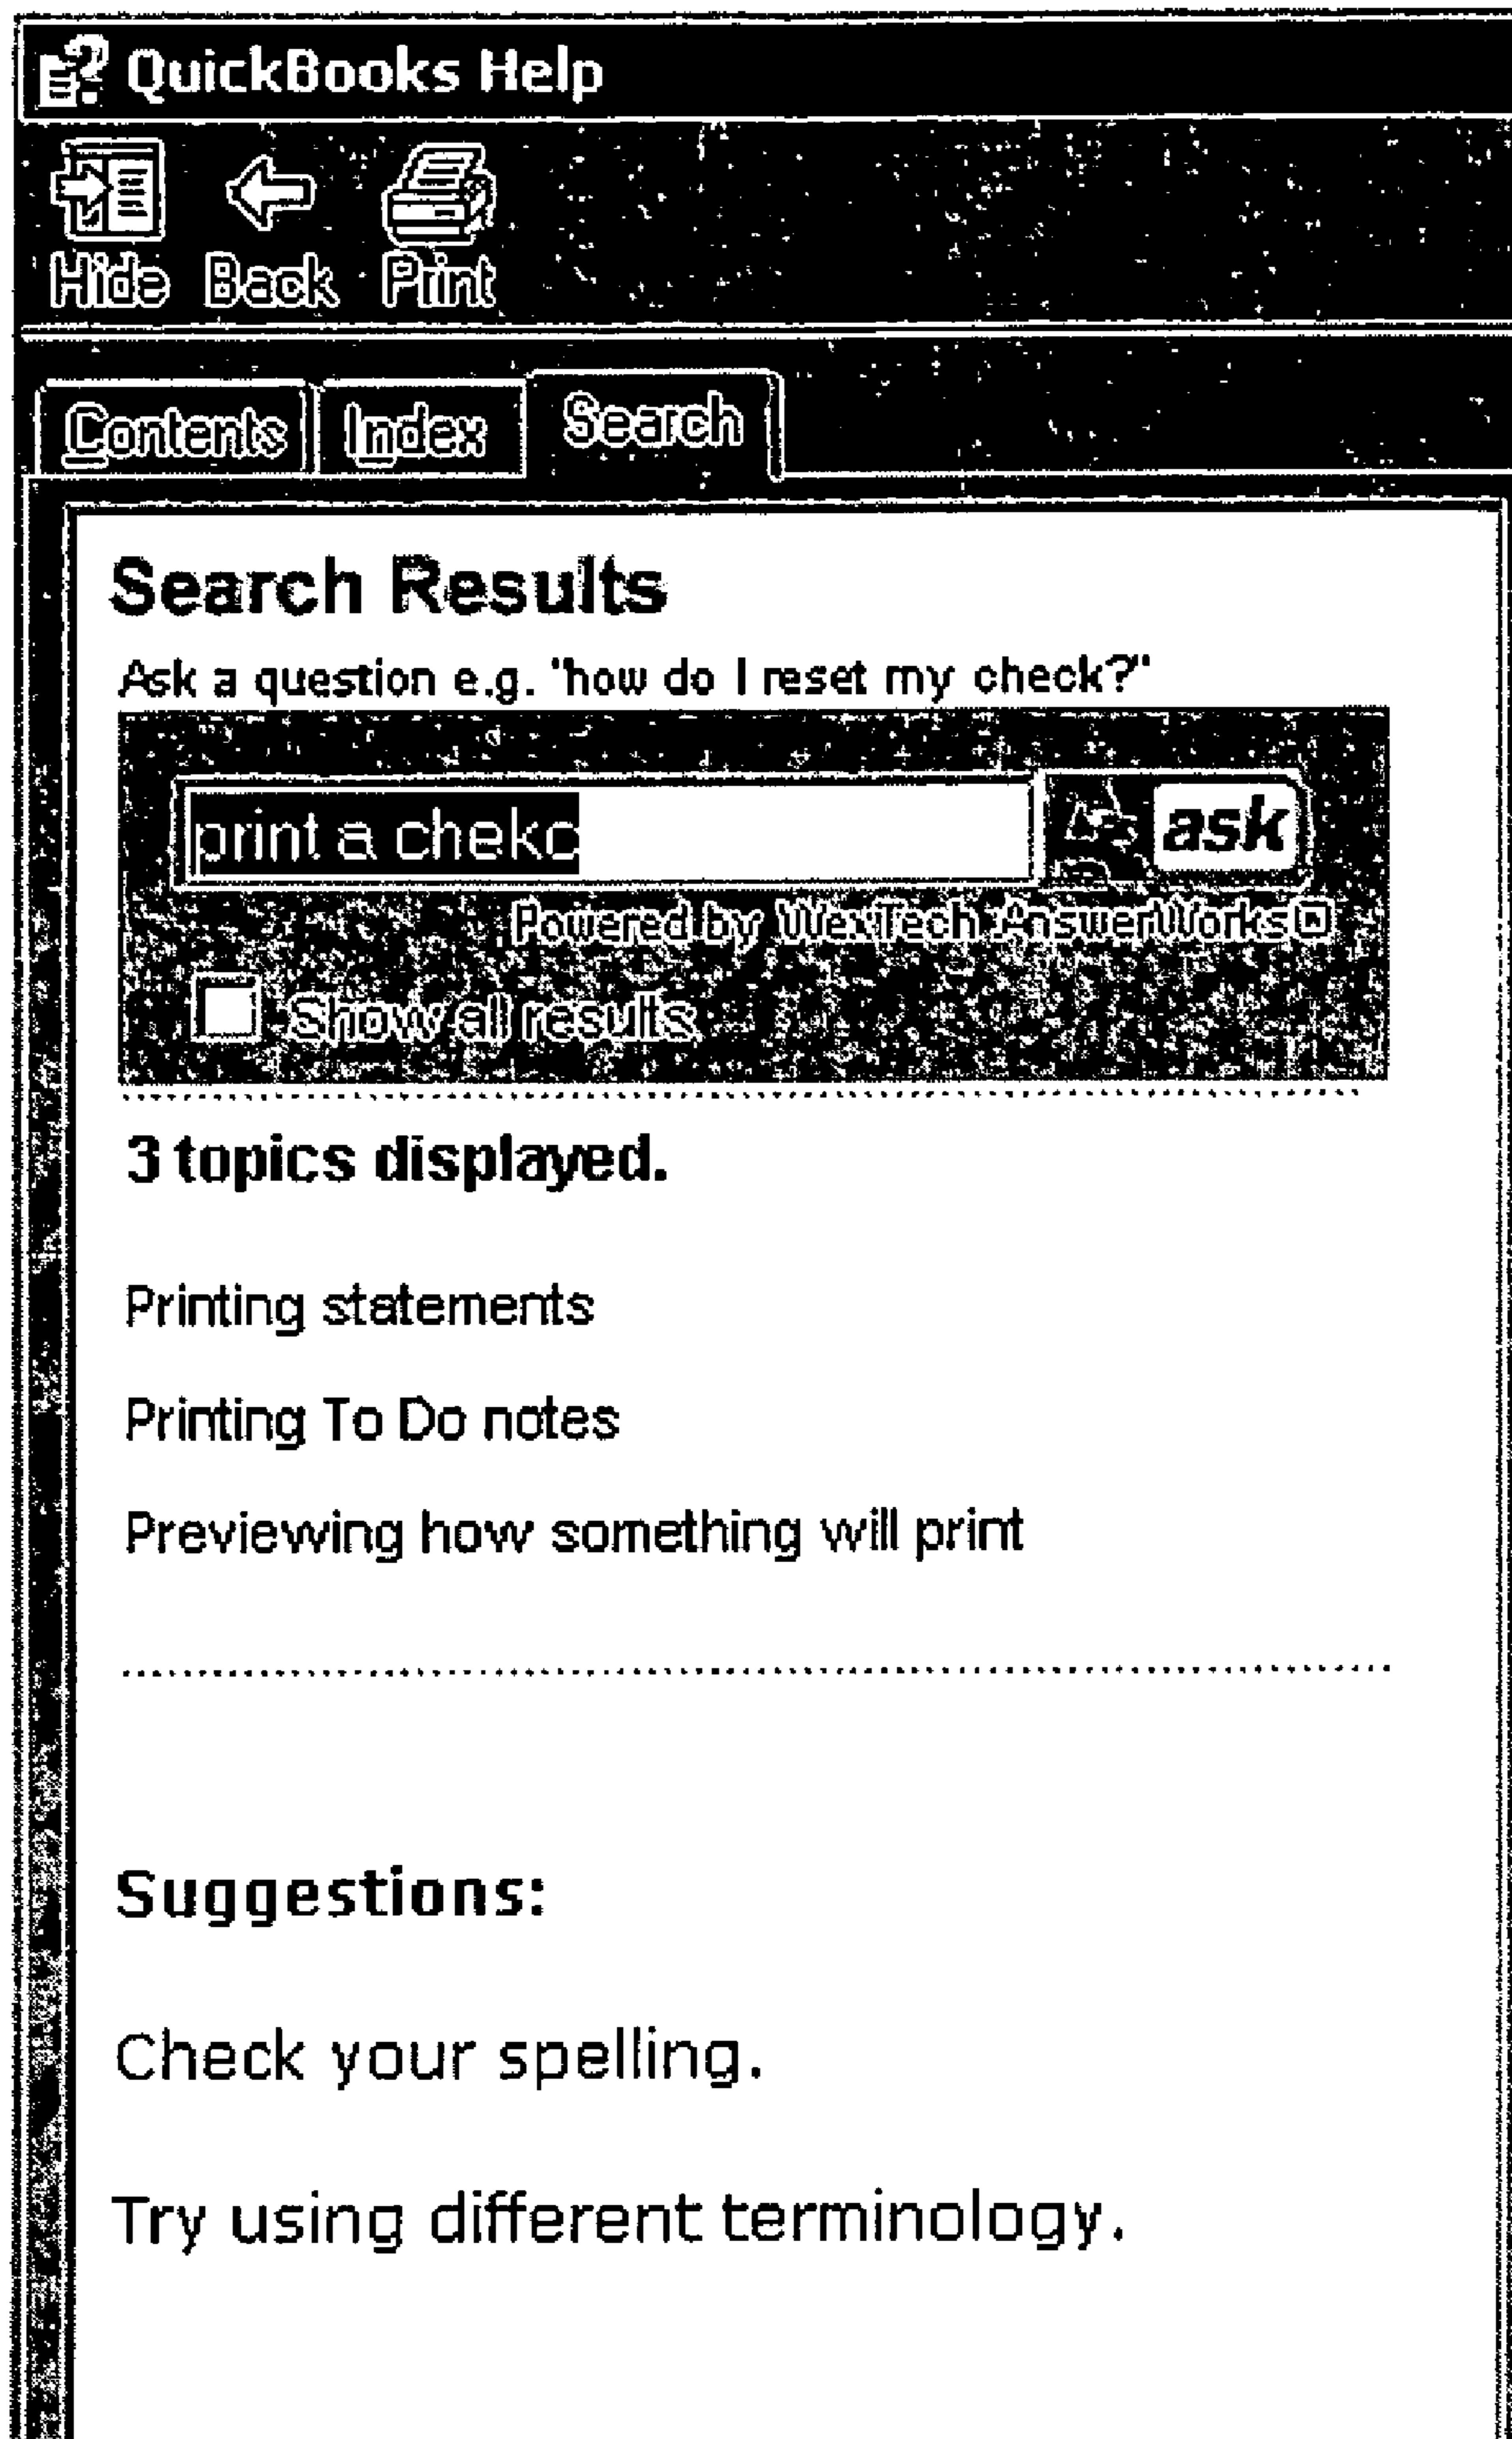 QuickBooks Help
Hide Back Print
Contents Index Search
Search Results
Ask a question e.g. "how do I reset my check?"
print a chekc ask
Powered by WexTech AnswerWorks
Show all results
3 topics displayed.
Printing statements
Printing To Do notes
Previewing how something will print
Suggestions:
Check your spelling.
Try using different terminology.